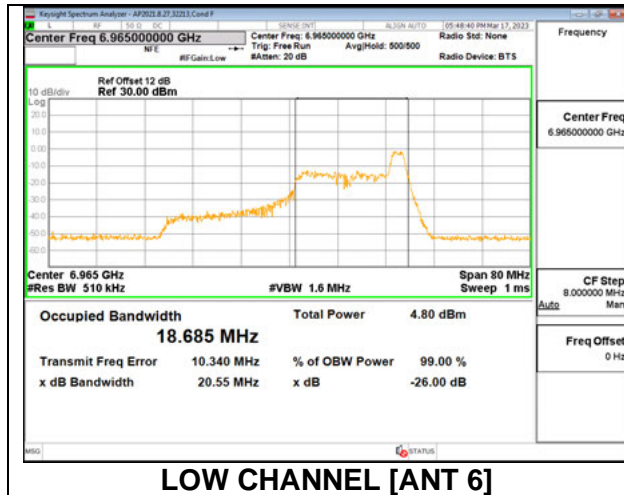 Keysight Spectrum Analyzer - AP2021.8.27,32213,Cond F
L RF 50 Ω DC SENSE:INT ALIGN AUTO 05:48:40 PM Mar 17, 2023
Center Freq 6.965000000 GHz Center Freq: 6.965000000 GHz Radio Std: None Frequency
NFE Trig: Free Run Avg|Hold: 500/500
#IFGain:Low #Atten: 20 dB Radio Device: BTS
Ref Offset 12 dB
10 dB/div Ref 30.00 dBm
Log
20.0
10.0
0.00
-10.0
-20.0
-30.0
-40.0
-50.0
-60.0
Center Freq
6.965000000 GHz
Center 6.965 GHz Span 80 MHz
#Res BW 510 kHz #VBW 1.6 MHz Sweep 1 ms
CF Step
8.000000 MHz
Auto Man
Occupied Bandwidth Total Power 4.80 dBm
18.685 MHz
Freq Offset
0 Hz
Transmit Freq Error 10.340 MHz % of OBW Power 99.00 %
x dB Bandwidth 20.55 MHz x dB -26.00 dB
MSG STATUS
LOW CHANNEL [ANT 6]